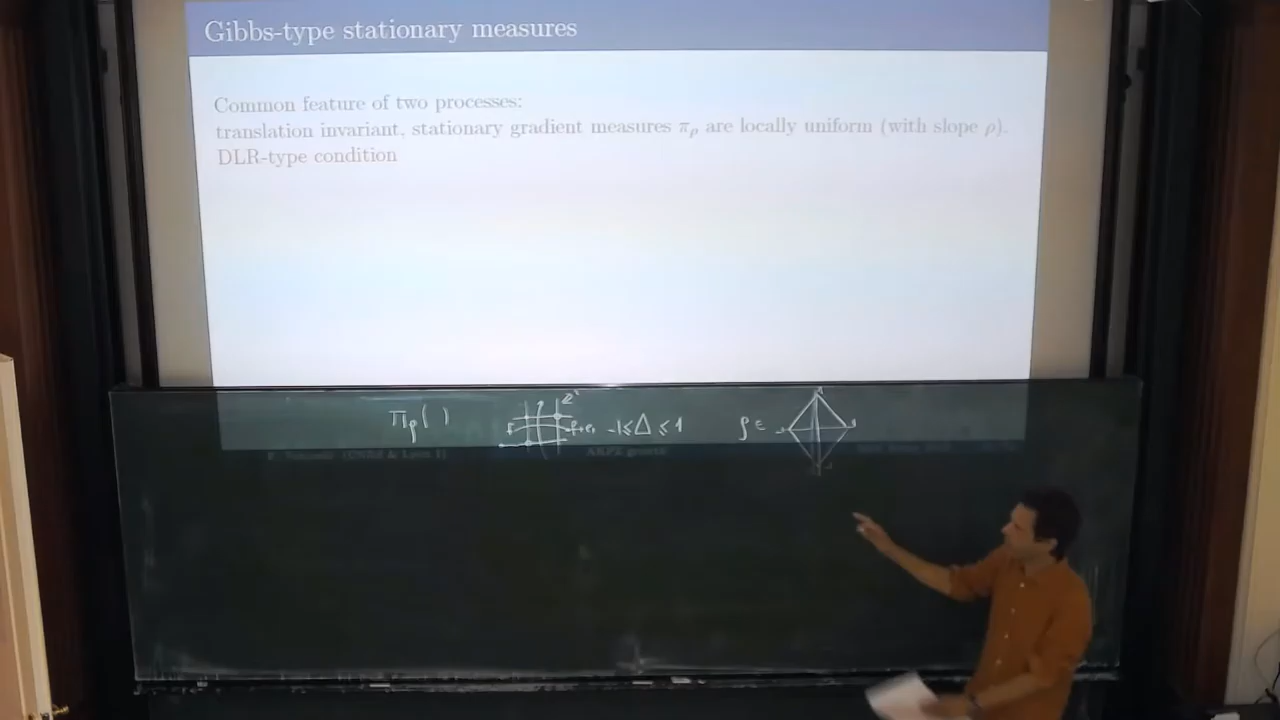 Gibbs-type stationary measures
Common feature of two processes:
translation invariant, stationary gradient measures π_ρ are locally uniform (with slope ρ).
DLR-type condition
π_ρ( )
-1≤Δ≤1
ρ∈
AKPZ growth